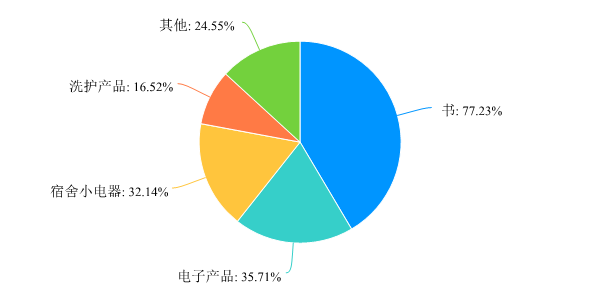 其他: 24.55%
洗护产品: 16.52%
书: 77.23%
宿舍小电器: 32.14%
电子产品: 35.71%